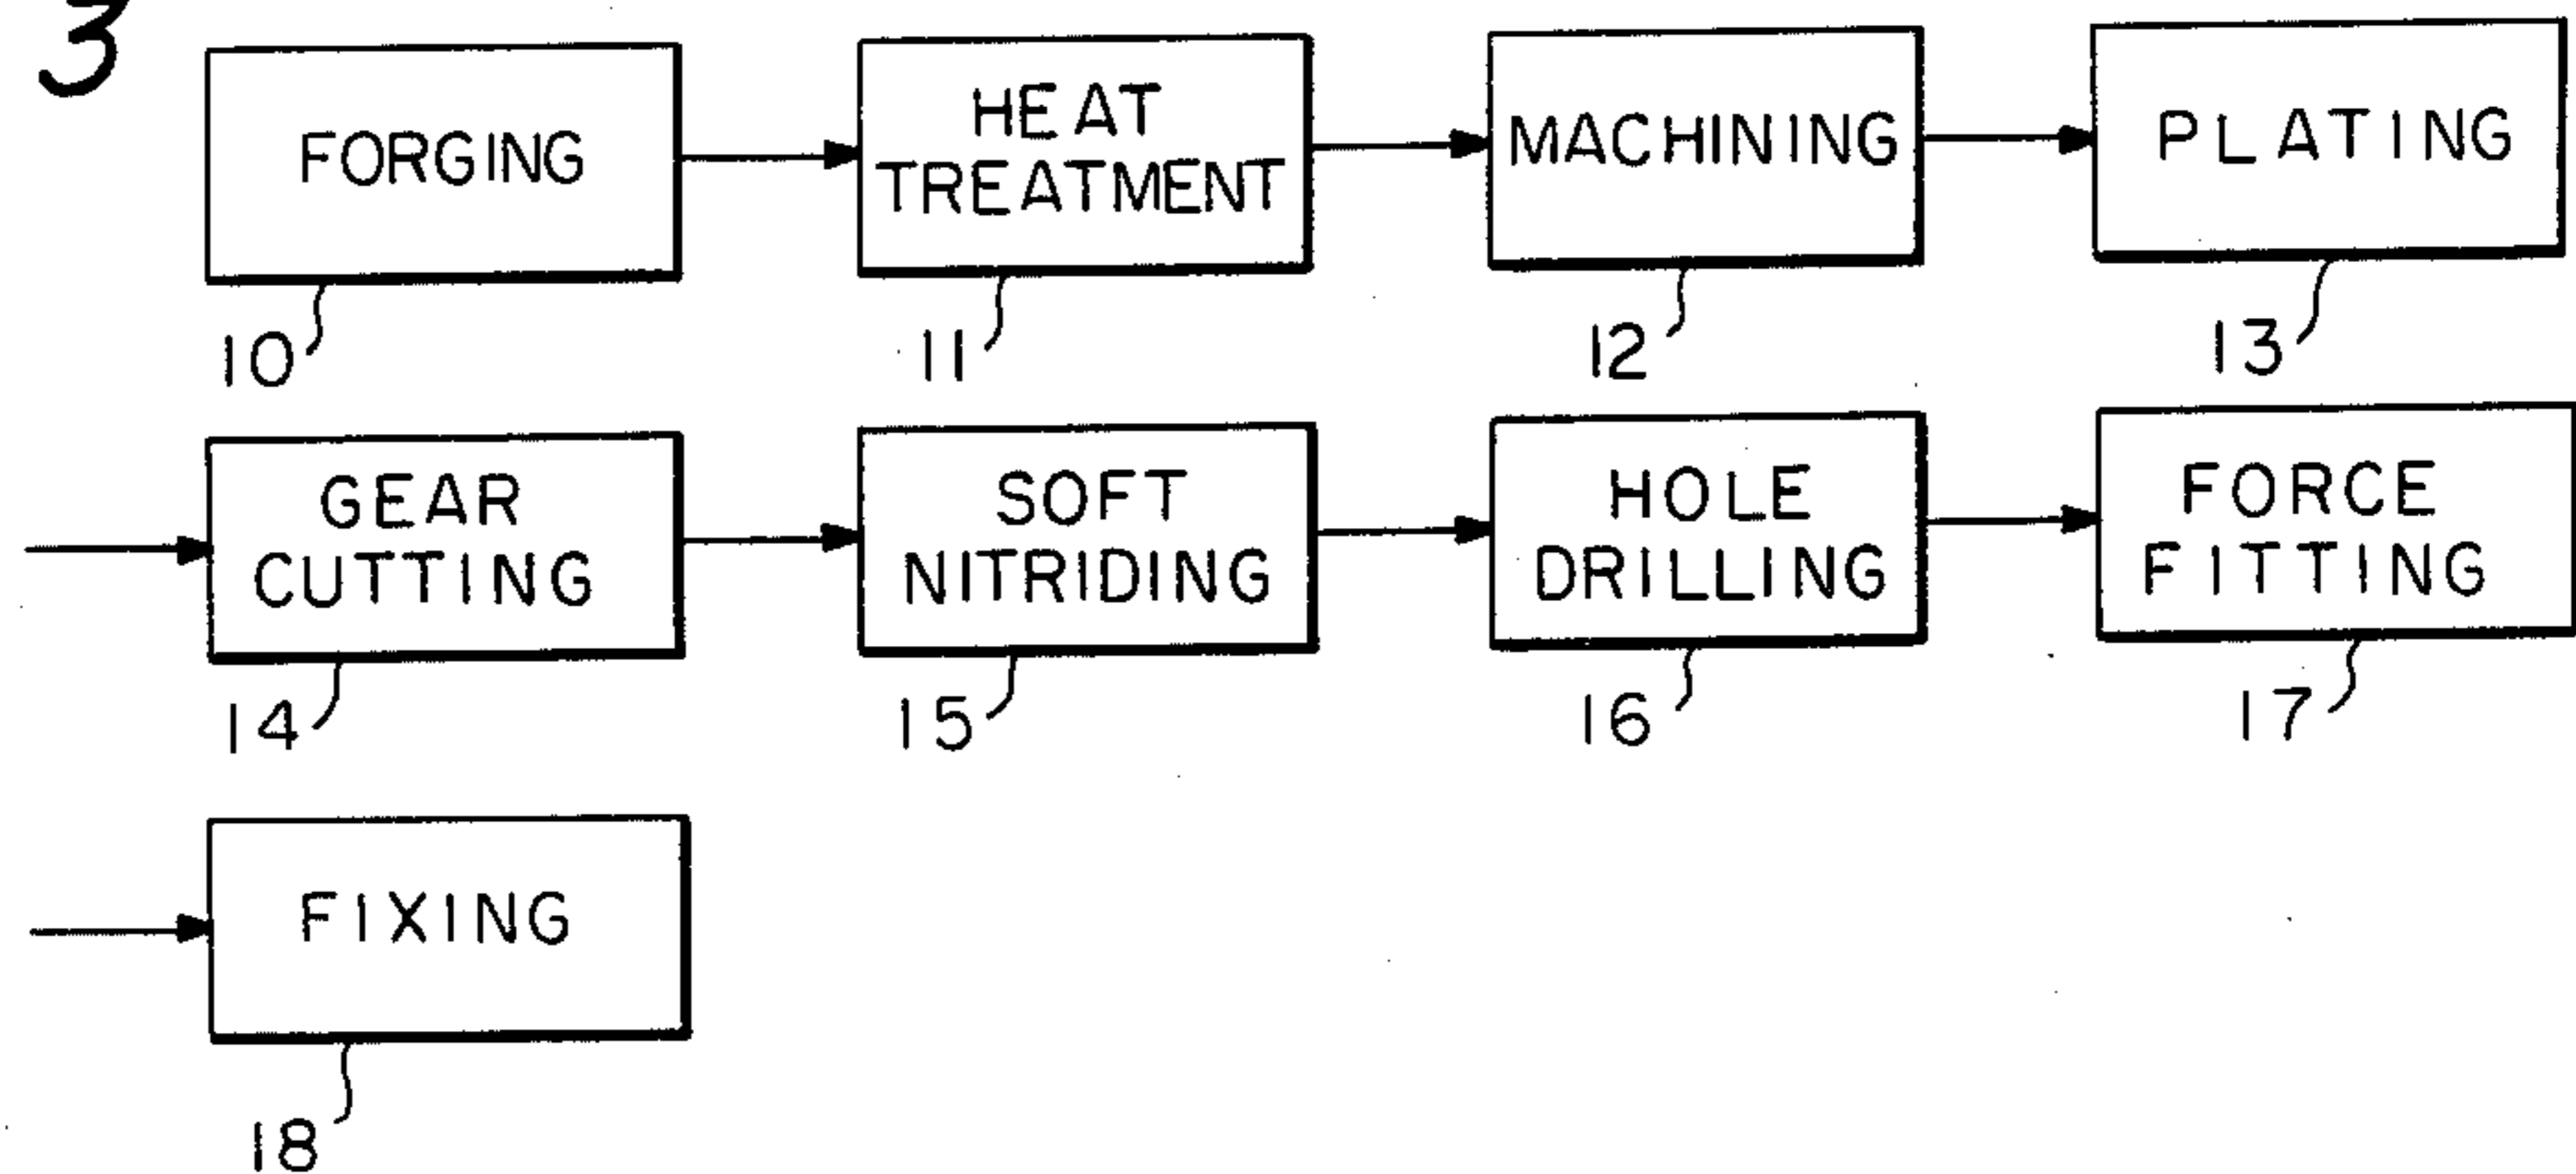 3
FORGING
HEAT
TREATMENT
MACHINING
PLATING
10
11
12
13
GEAR
CUTTING
SOFT
NITRIDING
HOLE
DRILLING
FORCE
FITTING
14
15
16
17
FIXING
18